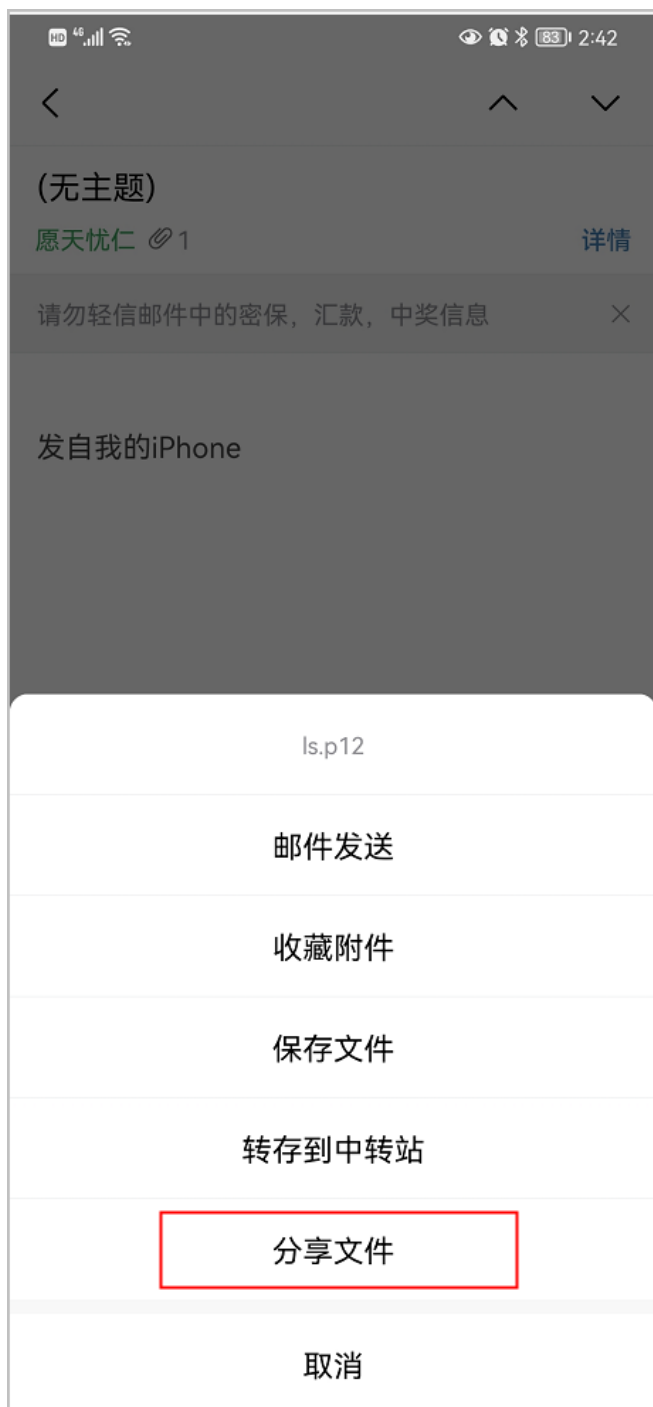 HD 4G 83 2:42
(无主题)
愿天忧仁 1 详情
请勿轻信邮件中的密保，汇款，中奖信息
发自我的iPhone
ls.p12
邮件发送
收藏附件
保存文件
转存到中转站
分享文件
取消